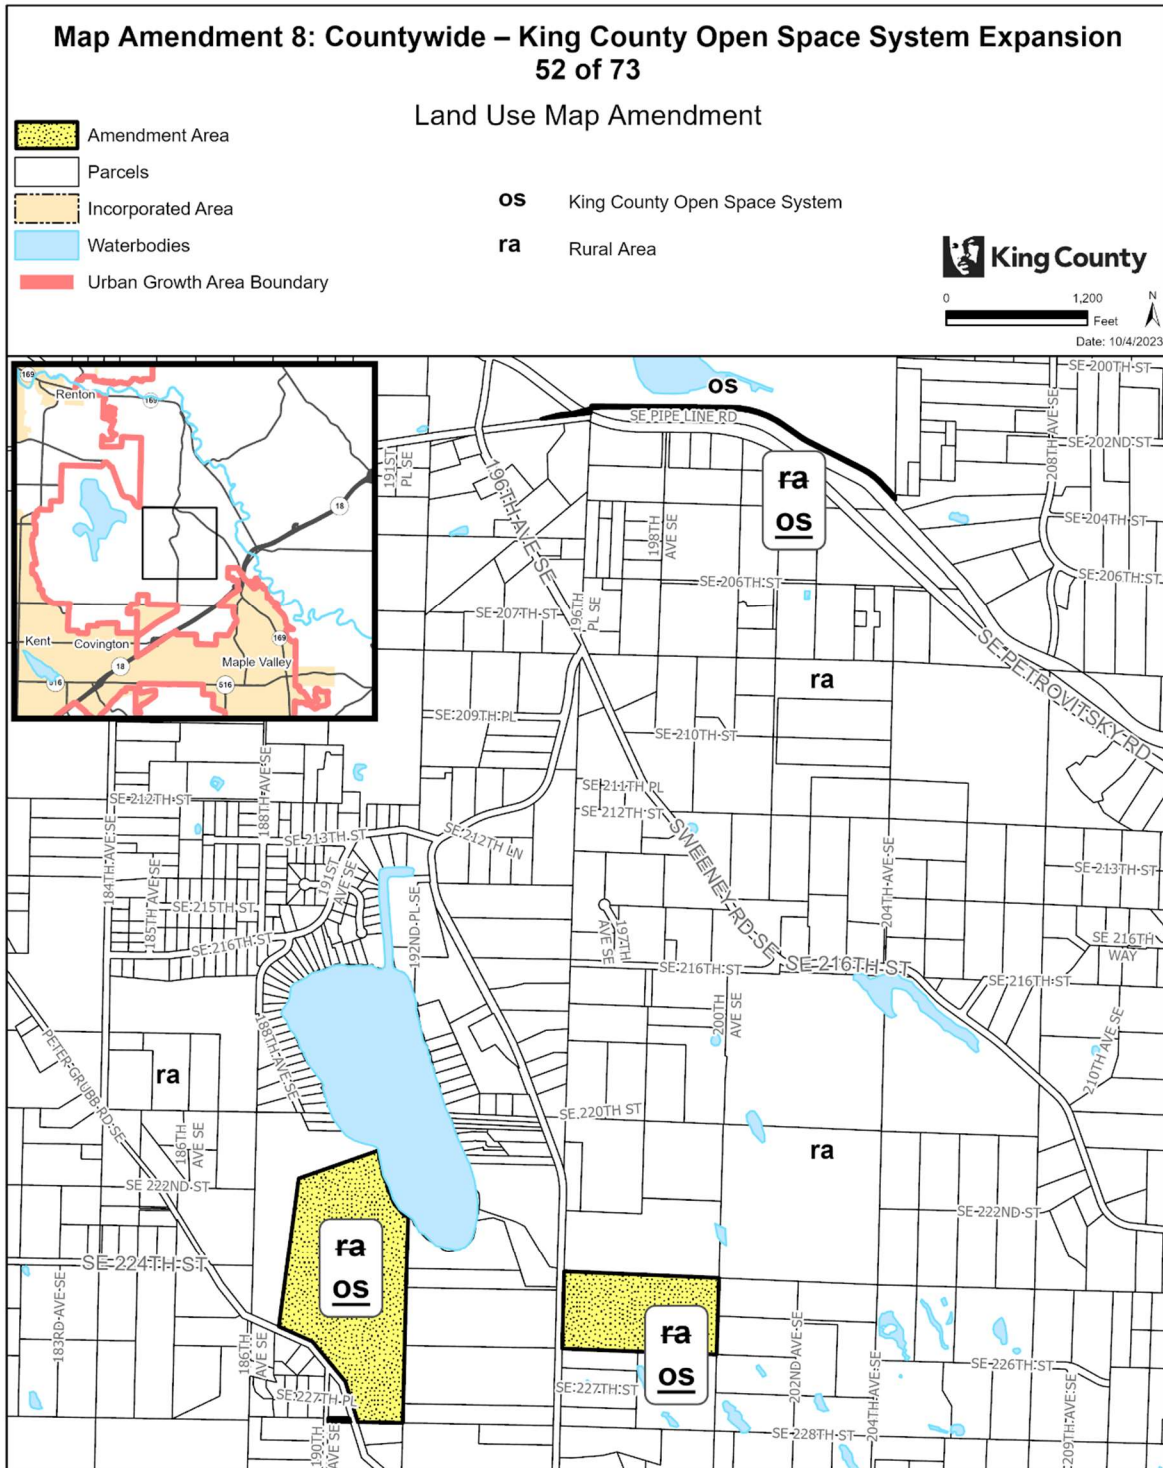 Map Amendment 8: Countywide – King County Open Space System Expansion
52 of 73
Land Use Map Amendment
Amendment Area
Parcels
Incorporated Area
Waterbodies
Urban Growth Area Boundary
os King County Open Space System
ra Rural Area
King County
0 1,200
Feet
N
Date: 10/4/2023
169
Renton
169
18
Kent
Covington
18
169
Maple Valley
516
516
os
SE PIPE LINE RD
SE 200TH ST
208TH AVE SE
SE 202ND ST
191ST
PL SE
196TH AVE SE
ra
os
198TH
AVE SE
SE 204TH ST
SE 206TH ST
SE 206TH ST
SE 207TH ST
196TH
PL SE
SE PETROVITSKY RD
ra
SE 209TH PL
SE 210TH ST
188TH AVE SE
SE 211TH PL
SE 212TH ST
SE 212TH ST
184TH AVE SE
SE 213TH ST
SE 212TH LN
SWEENEY RD SE
204TH AVE SE
SE 213TH ST
191ST
AVE SE
185TH AVE SE
SE 215TH ST
192ND PL SE
197TH
AVE SE
SE 216TH ST
SE 216TH ST
SE 216TH ST
SE 216TH
WAY
SE 216TH ST
200TH
AVE SE
210TH AVE SE
PETER GRUBB RD SE
188TH AVE SE
ra
SE 220TH ST
186TH
AVE SE
ra
SE 222ND ST
SE 222ND ST
SE 224TH ST
ra
os
183RD AVE SE
186TH
AVE SE
ra
os
202ND AVE SE
204TH AVE SE
SE 226TH ST
SE 227TH PL
SE 227TH ST
209TH AVE SE
190TH
AVE SE
SE 228TH ST